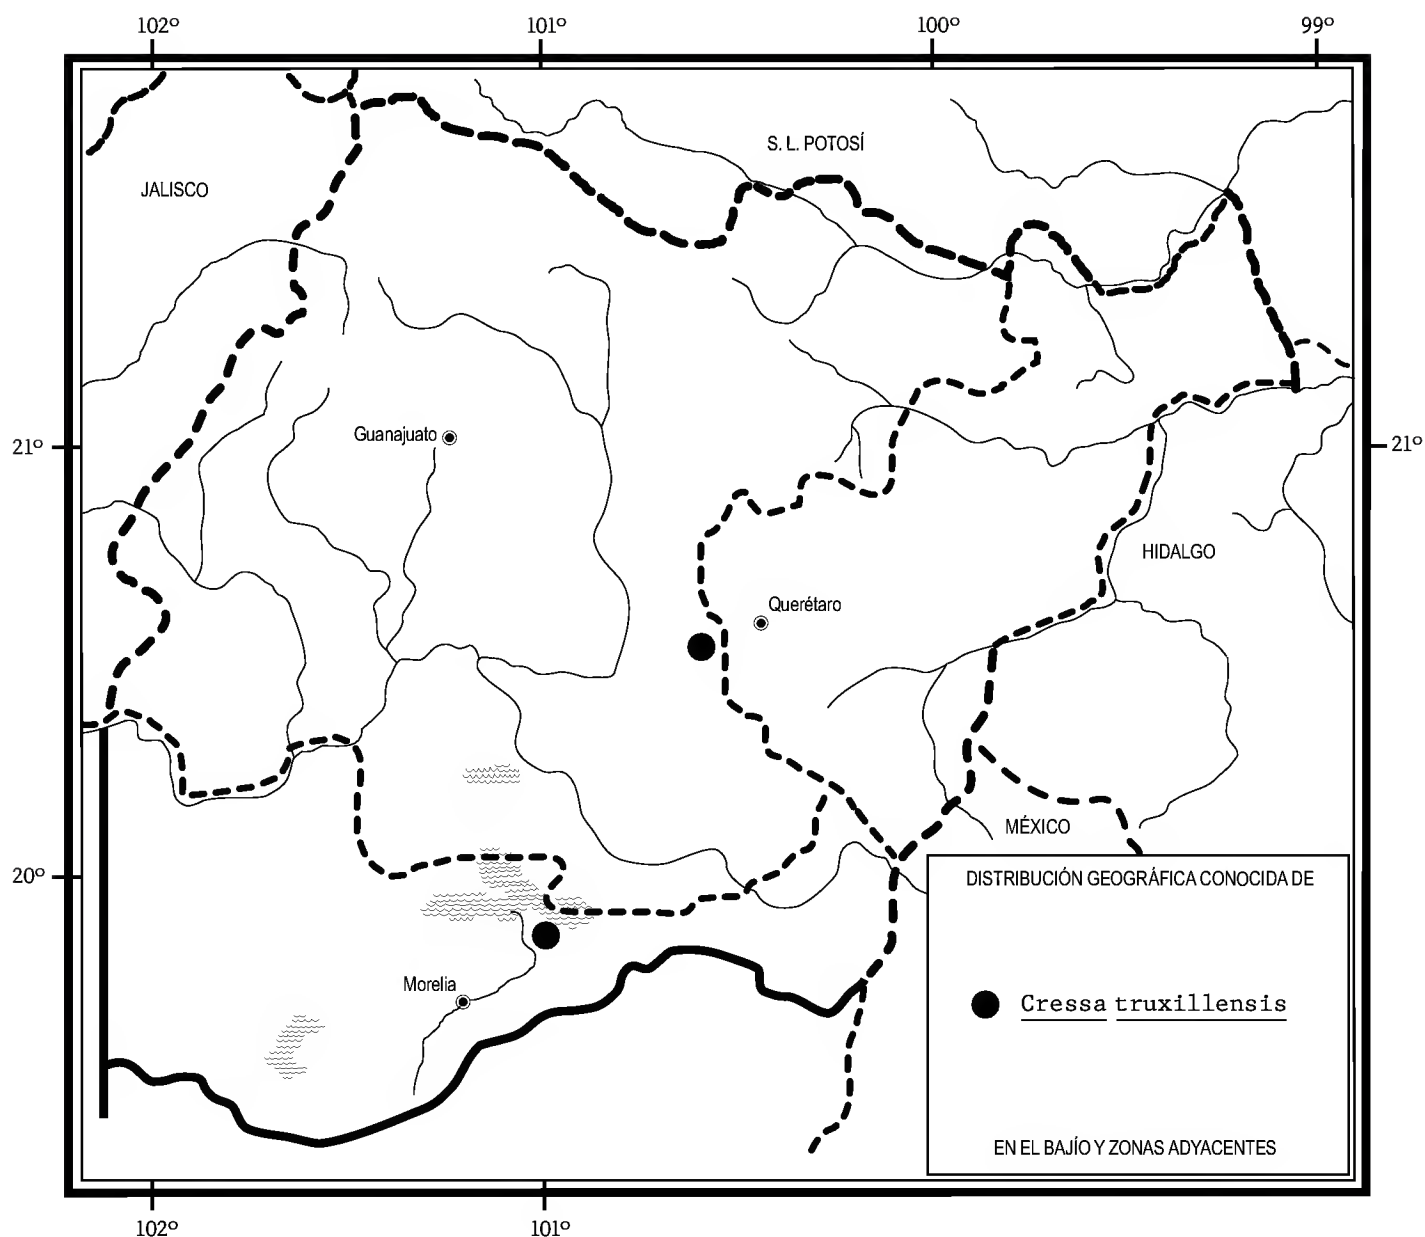 102º 101º 100º 99º
S. L. POTOSÍ
JALISCO
Guanajuato
21º
21º
HIDALGO
Querétaro
MÉXICO
20º
DISTRIBUCIÓN GEOGRÁFICA CONOCIDA DE
Morelia
Cressa truxillensis
EN EL BAJÍO Y ZONAS ADYACENTES
102º 101º